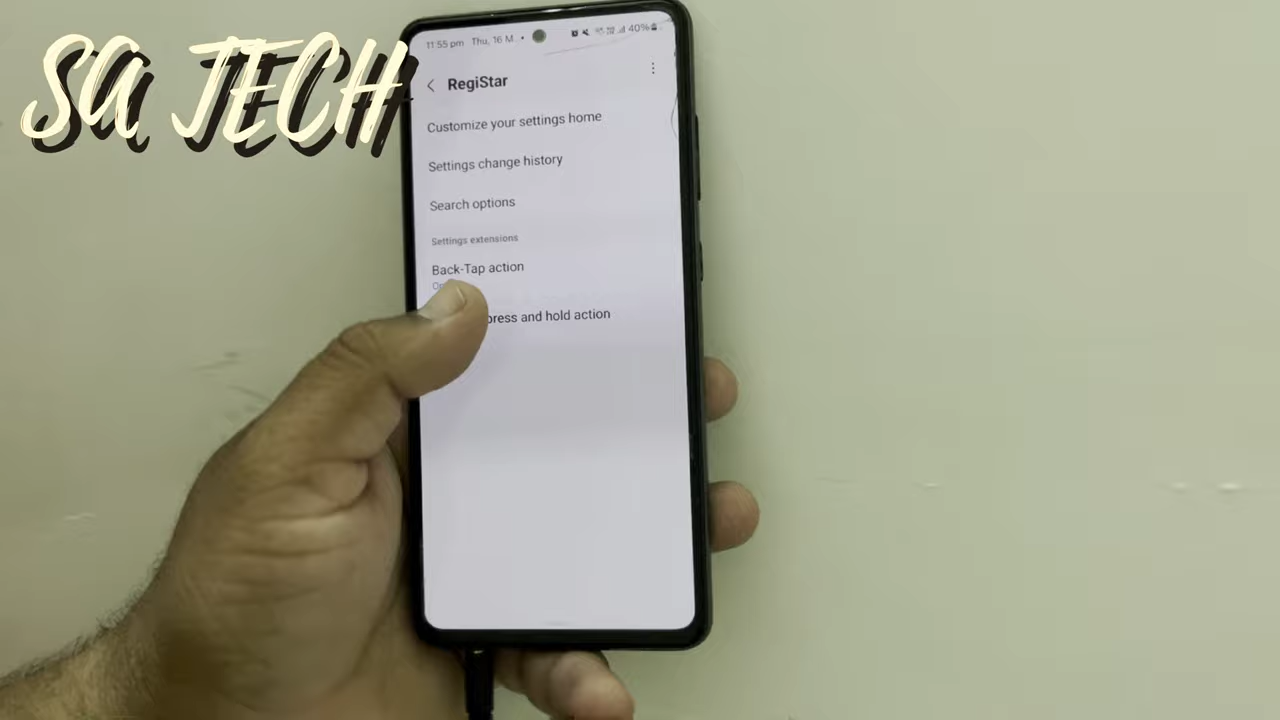 SA TECH
11:55 pm Thu, 16 M. • 40%
RegiStar
Customize your settings home
Settings change history
Search options
Settings extensions
Back-Tap action
press and hold action